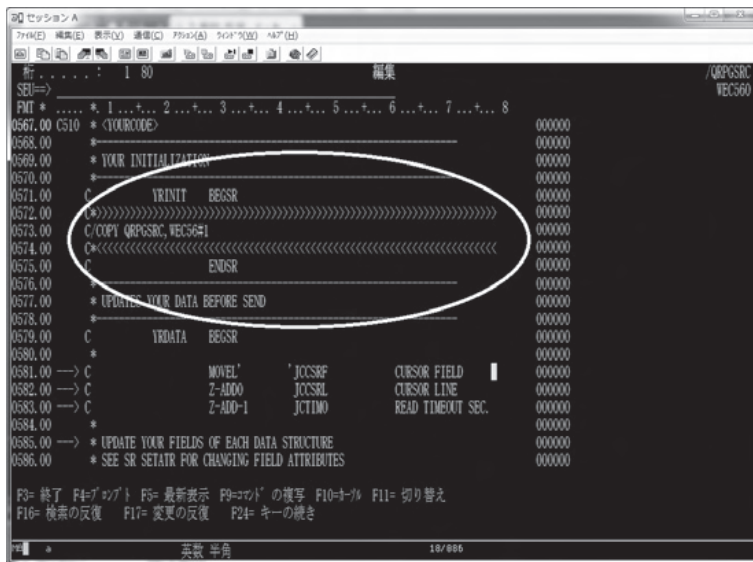 セッション A
ファイル(F) 編集(E) 表示(V) 通信(C) アクション(A) ウィンドウ(W) ヘルプ(H)
桁 . . . . . : 1 80 編集 /QRPGSRC
SEU==> WEC560
FMT * ..... *. 1 ...+... 2 ...+... 3 ...+... 4 ...+... 5 ...+... 6 ...+... 7 ...+... 8
0567.00 C510 * <YOURCODE> 000000
0568.00 *---------------------------------------------------------------- 000000
0569.00 * YOUR INITIALIZATION 000000
0570.00 *---------------------------------------------------------------- 000000
0571.00 C YRINIT BEGSR 000000
0572.00 C*>>>>>>>>>>>>>>>>>>>>>>>>>>>>>>>>>>>>>>>>>>>>>>>>>>>>>>>>>>>>>>>>>>>> 000000
0573.00 C/COPY QRPGSRC,WEC56#1 000000
0574.00 C*<<<<<<<<<<<<<<<<<<<<<<<<<<<<<<<<<<<<<<<<<<<<<<<<<<<<<<<<<<<<<<<<<<<< 000000
0575.00 C ENDSR 000000
0576.00 *---------------------------------------------------------------- 000000
0577.00 * UPDATES YOUR DATA BEFORE SEND 000000
0578.00 *---------------------------------------------------------------- 000000
0579.00 C YRDATA BEGSR 000000
0580.00 * 000000
0581.00 ---> C MOVEL' 'JCCSRF CURSOR FIELD 000000
0582.00 ---> C Z-ADD0 JCCSRL CURSOR LINE 000000
0583.00 ---> C Z-ADD-1 JCTIMO READ TIMEOUT SEC. 000000
0584.00 * 000000
0585.00 ---> * UPDATE YOUR FIELDS OF EACH DATA STRUCTURE 000000
0586.00 * SEE SR SETATR FOR CHANGING FIELD ATTRIBUTES 000000
F3= 終了 F4=プロンプト F5= 最新表示 F9=コマンド の複写 F10=カーソル F11= 切り替え
F16= 検索の反復 F17= 変更の反復 F24= キーの続き
a 英数 半角 18/886